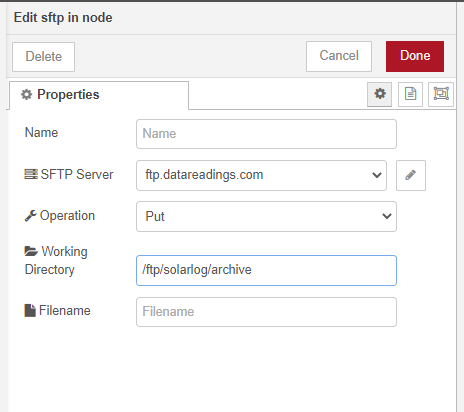 Edit sftp in node
Delete
Cancel
Done
Properties
Name
Name
SFTP Server
ftp.datareadings.com
Operation
Put
Working
Directory
/ftp/solarlog/archive
Filename
Filename